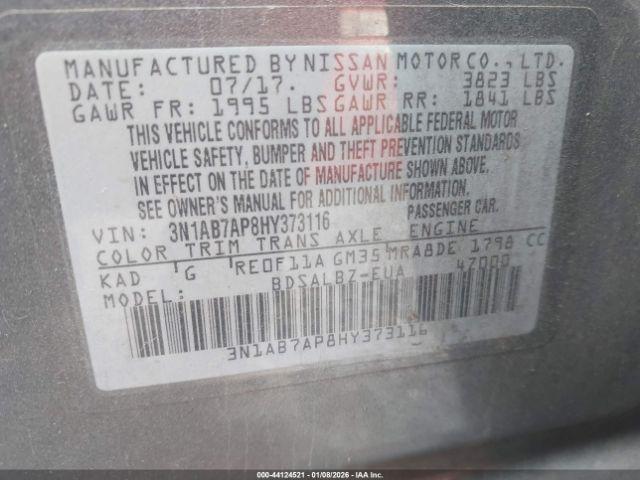 MANUFACTURED BY NISSAN MOTOR CO., LTD.
DATE: 07/17. GVWR: 3823 LBS
GAWR FR: 1995 LBS GAWR RR: 1841 LBS
THIS VEHICLE CONFORMS TO ALL APPLICABLE FEDERAL MOTOR
VEHICLE SAFETY, BUMPER AND THEFT PREVENTION STANDARDS
IN EFFECT ON THE DATE OF MANUFACTURE SHOWN ABOVE.
SEE OWNER'S MANUAL FOR ADDITIONAL INFORMATION.
VIN: 3N1AB7AP8HY373116 PASSENGER CAR.
COLOR TRIM TRANS AXLE ENGINE
KAD G RE0F11A GM35 MRA8DE 1798 CC
MODEL: BDSALBZ-EUA 47000
3N1AB7AP8HY373116
000-44124521 - 01/08/2026 - IAA Inc.